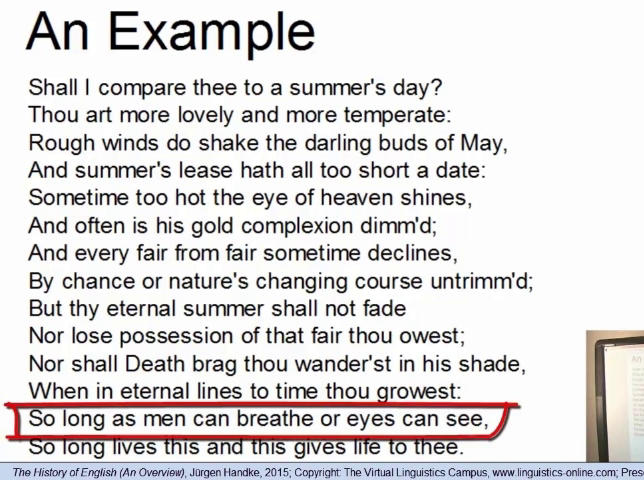 An Example
Shall I compare thee to a summer's day?
Thou art more lovely and more temperate:
Rough winds do shake the darling buds of May,
And summer's lease hath all too short a date:
Sometime too hot the eye of heaven shines,
And often is his gold complexion dimm'd;
And every fair from fair sometime declines,
By chance or nature's changing course untrimm'd;
But thy eternal summer shall not fade
Nor lose possession of that fair thou owest;
Nor shall Death brag thou wander'st in his shade,
When in eternal lines to time thou growest:
So long as men can breathe or eyes can see,
So long lives this and this gives life to thee.
The History of English (An Overview), Jürgen Handke, 2015; Copyright: The Virtual Linguistics Campus, www.linguistics-online.com; Pres